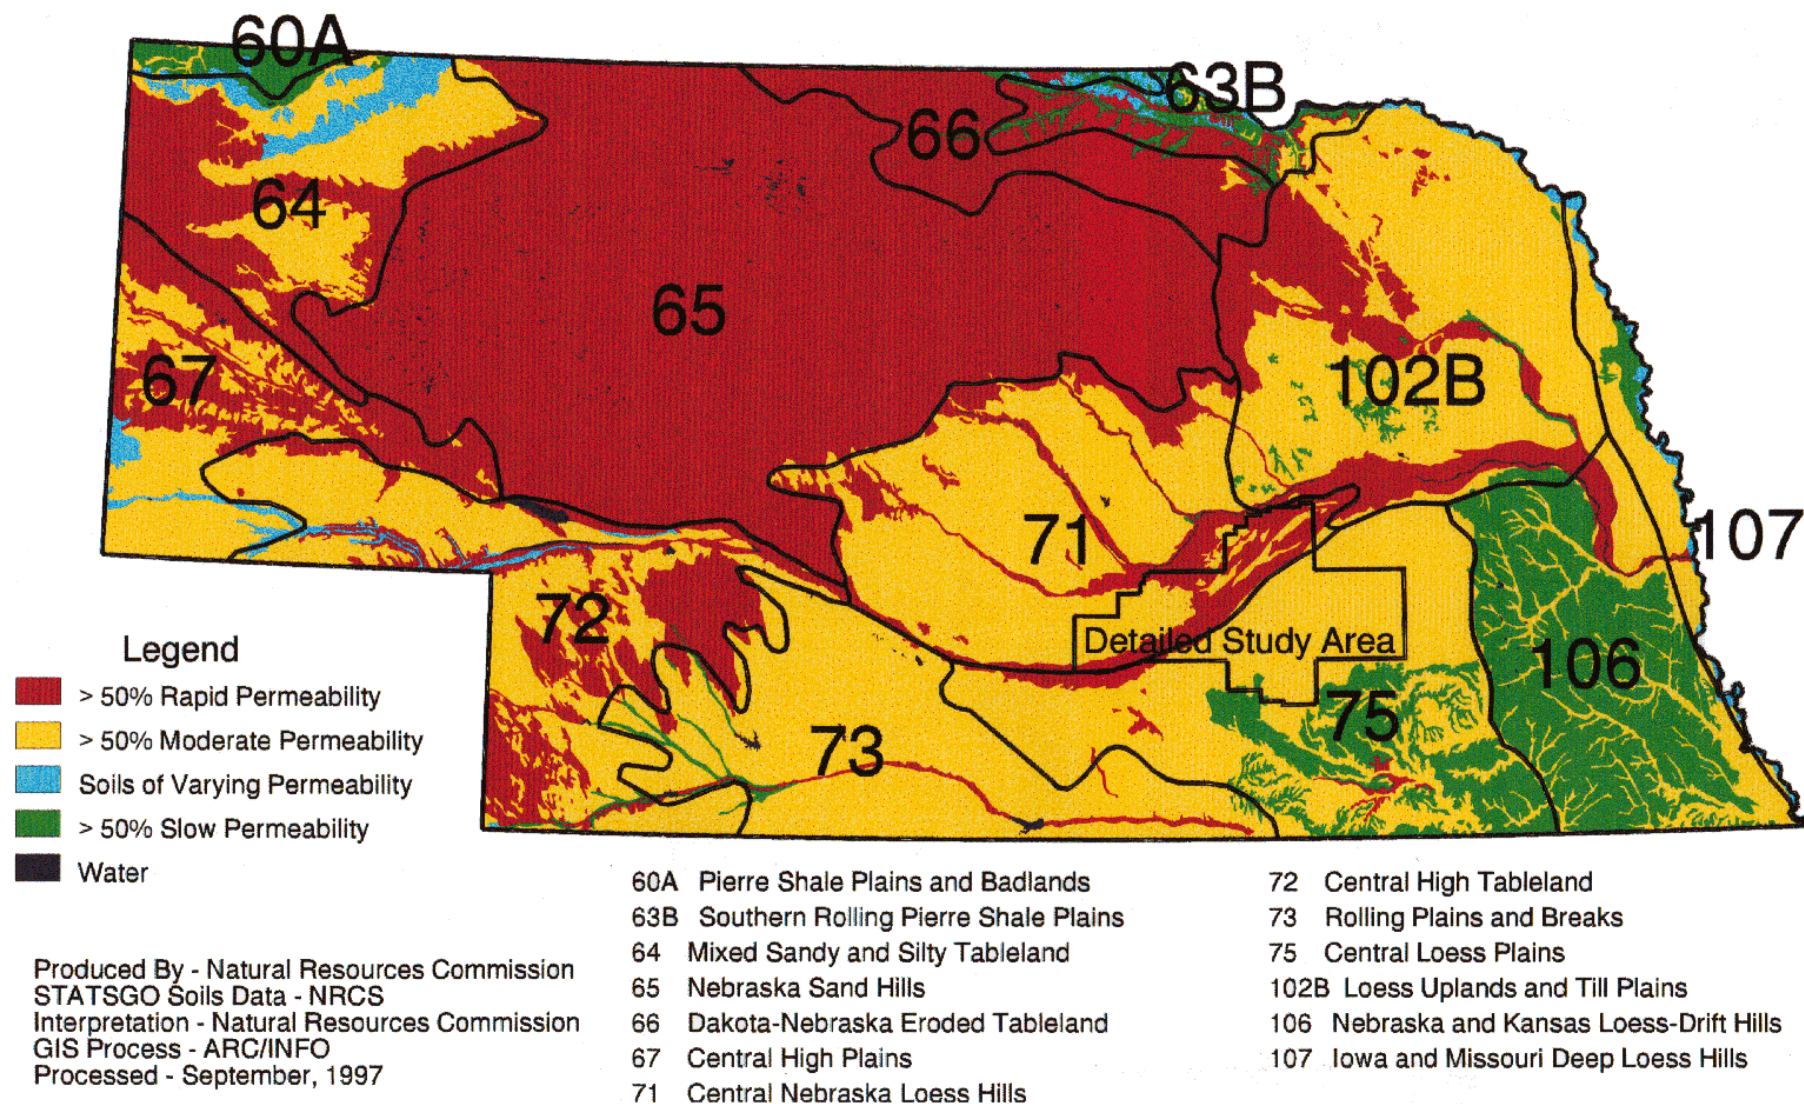 60A
63B
66
64
65
67
102B
107
71
72
Detailed Study Area
106
75
73
Legend
> 50% Rapid Permeability
> 50% Moderate Permeability
Soils of Varying Permeability
> 50% Slow Permeability
Water
Produced By - Natural Resources Commission
STATSGO Soils Data - NRCS
Interpretation - Natural Resources Commission
GIS Process - ARC/INFO
Processed - September, 1997
60A Pierre Shale Plains and Badlands
63B Southern Rolling Pierre Shale Plains
64 Mixed Sandy and Silty Tableland
65 Nebraska Sand Hills
66 Dakota-Nebraska Eroded Tableland
67 Central High Plains
71 Central Nebraska Loess Hills
72 Central High Tableland
73 Rolling Plains and Breaks
75 Central Loess Plains
102B Loess Uplands and Till Plains
106 Nebraska and Kansas Loess-Drift Hills
107 Iowa and Missouri Deep Loess Hills